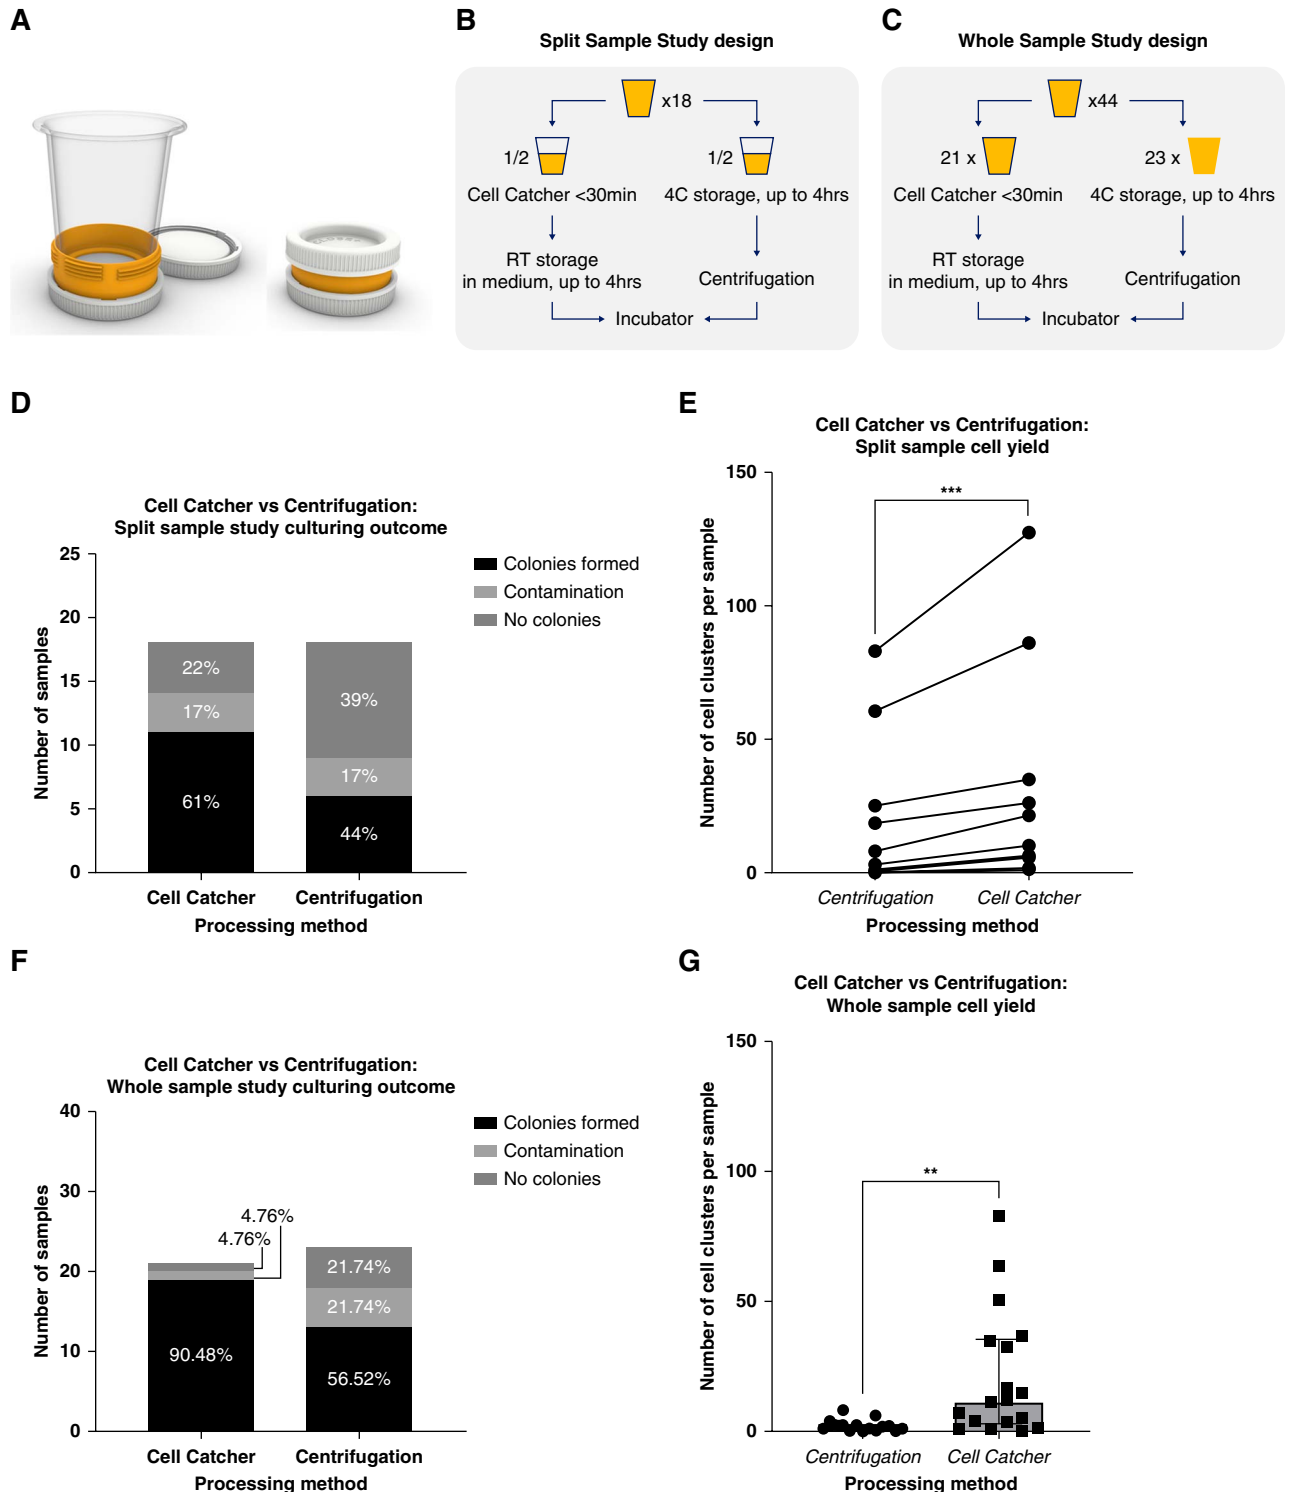 A
B
Split Sample Study design
x18
1/2
1/2
Cell Catcher <30min
4C storage, up to 4hrs
RT storage
in medium, up to 4hrs
Centrifugation
Incubator
C
Whole Sample Study design
x44
21 x
23 x
Cell Catcher <30min
4C storage, up to 4hrs
RT storage
in medium, up to 4hrs
Centrifugation
Incubator
D
Cell Catcher vs Centrifugation:
Split sample study culturing outcome
Number of samples
25
20
15
10
5
0
22%
17%
61%
39%
17%
44%
Colonies formed
Contamination
No colonies
Cell Catcher
Centrifugation
Processing method
E
Cell Catcher vs Centrifugation:
Split sample cell yield
Number of cell clusters per sample
150
100
50
0
***
Centrifugation
Cell Catcher
Processing method
F
Cell Catcher vs Centrifugation:
Whole sample study culturing outcome
Number of samples
40
30
20
10
0
4.76%
4.76%
90.48%
21.74%
21.74%
56.52%
Colonies formed
Contamination
No colonies
Cell Catcher
Centrifugation
Processing method
G
Cell Catcher vs Centrifugation:
Whole sample cell yield
Number of cell clusters per sample
150
100
50
0
**
Centrifugation
Cell Catcher
Processing method